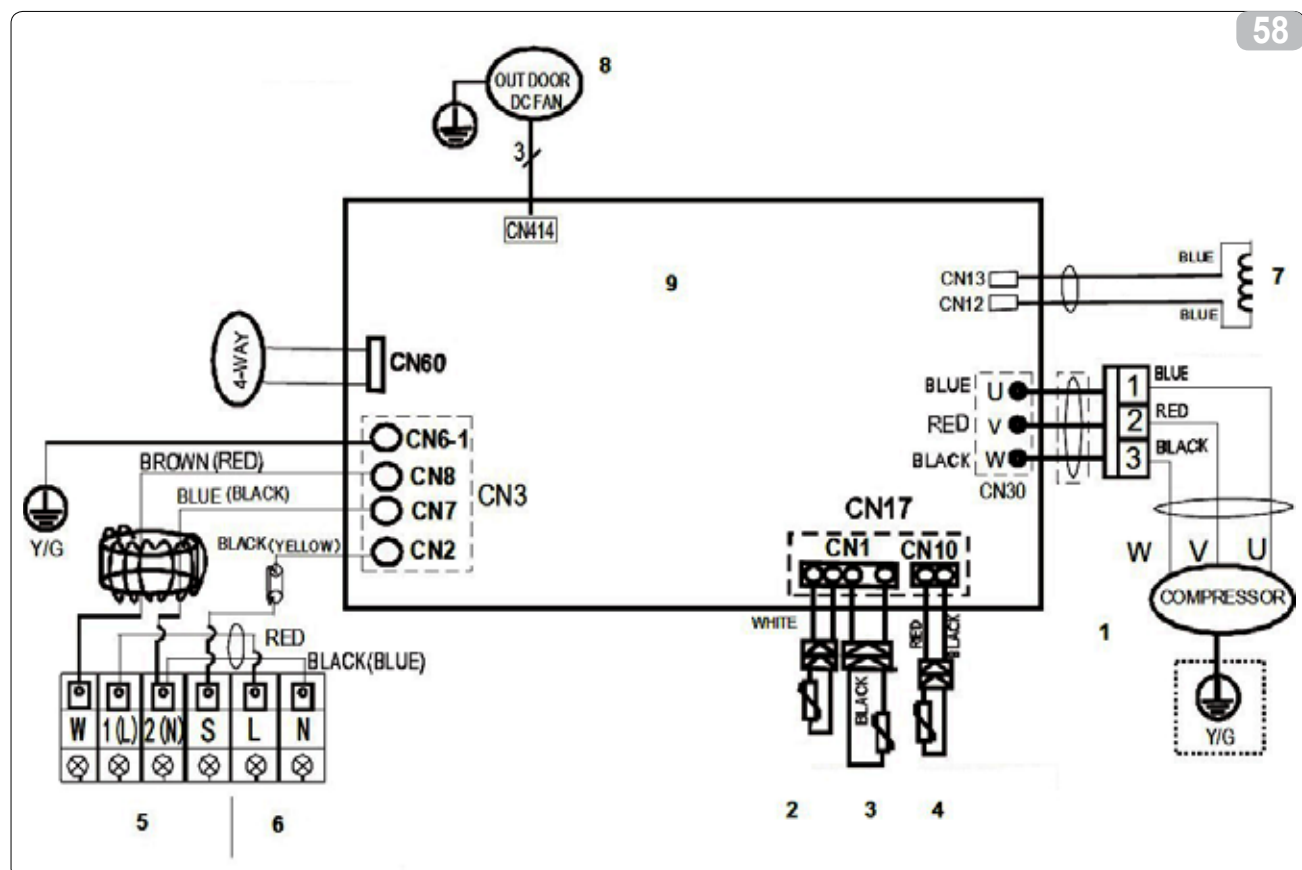 58
OUTDOOR
DC FAN
8
3
CN414
9
BLUE
7
CN13
CN12
BLUE
4-WAY
CN60
BLUE
U
1
BLUE
RED
V
2
RED
BLACK
W
3
BLACK
CN30
CN6-1
BROWN (RED)
CN8
BLUE (BLACK)
CN7
CN3
BLACK(YELLOW)
CN2
Y/G
CN17
CN1
CN10
W
V
U
COMPRESSOR
1
WHITE
BLACK
RED
BLACK
Y/G
RED
BLACK(BLUE)
W
1(L)
2(N)
S
L
N
5
6
2
3
4